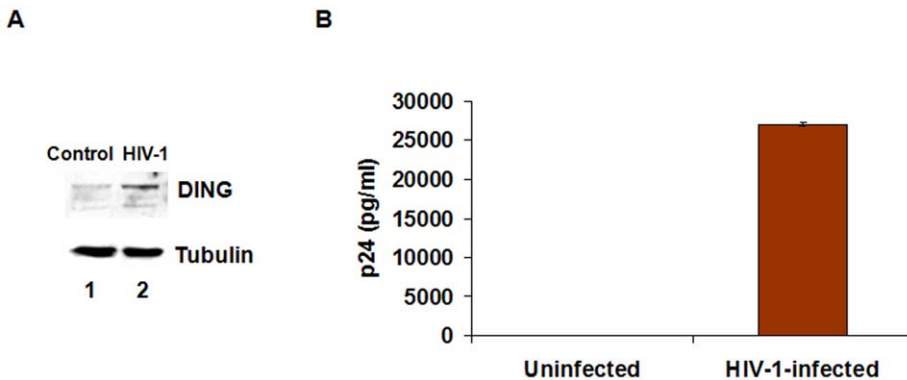 A
Control HIV-1
DING
Tubulin
1 2
B
p24 (pg/ml)
30000
25000
20000
15000
10000
5000
0
Uninfected HIV-1-infected